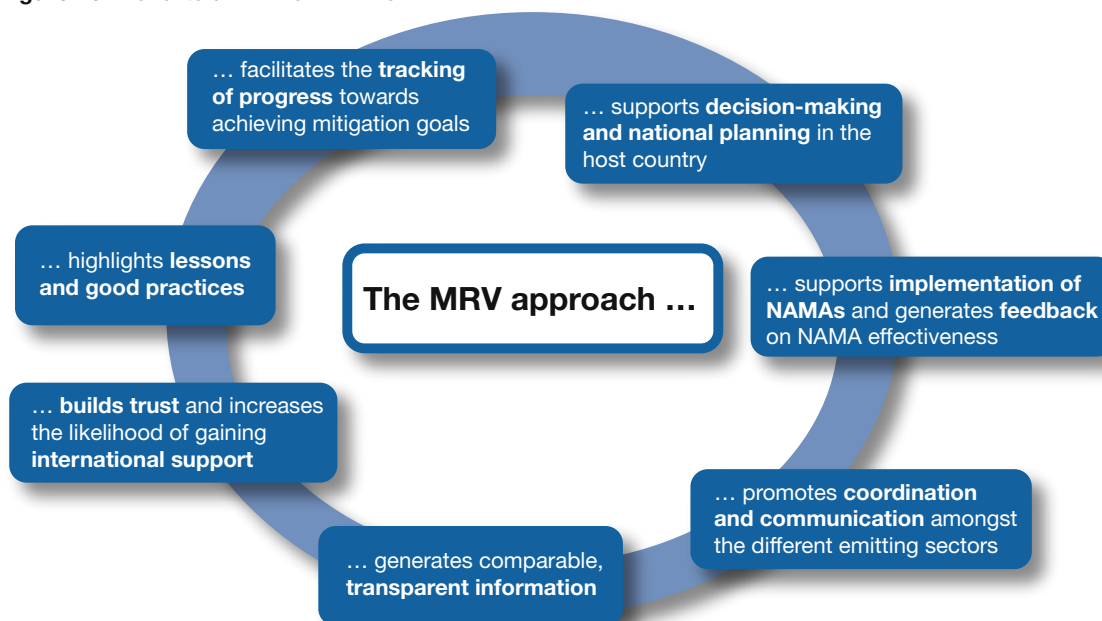 … facilitates the tracking
of progress towards
achieving mitigation goals
… supports decision-making
and national planning in the
host country
… highlights lessons
and good practices
The MRV approach …
… supports implementation of
NAMAs and generates feedback
on NAMA effectiveness
… builds trust and increases
the likelihood of gaining
international support
… promotes coordination
and communication amongst
the different emitting sectors
… generates comparable,
transparent information